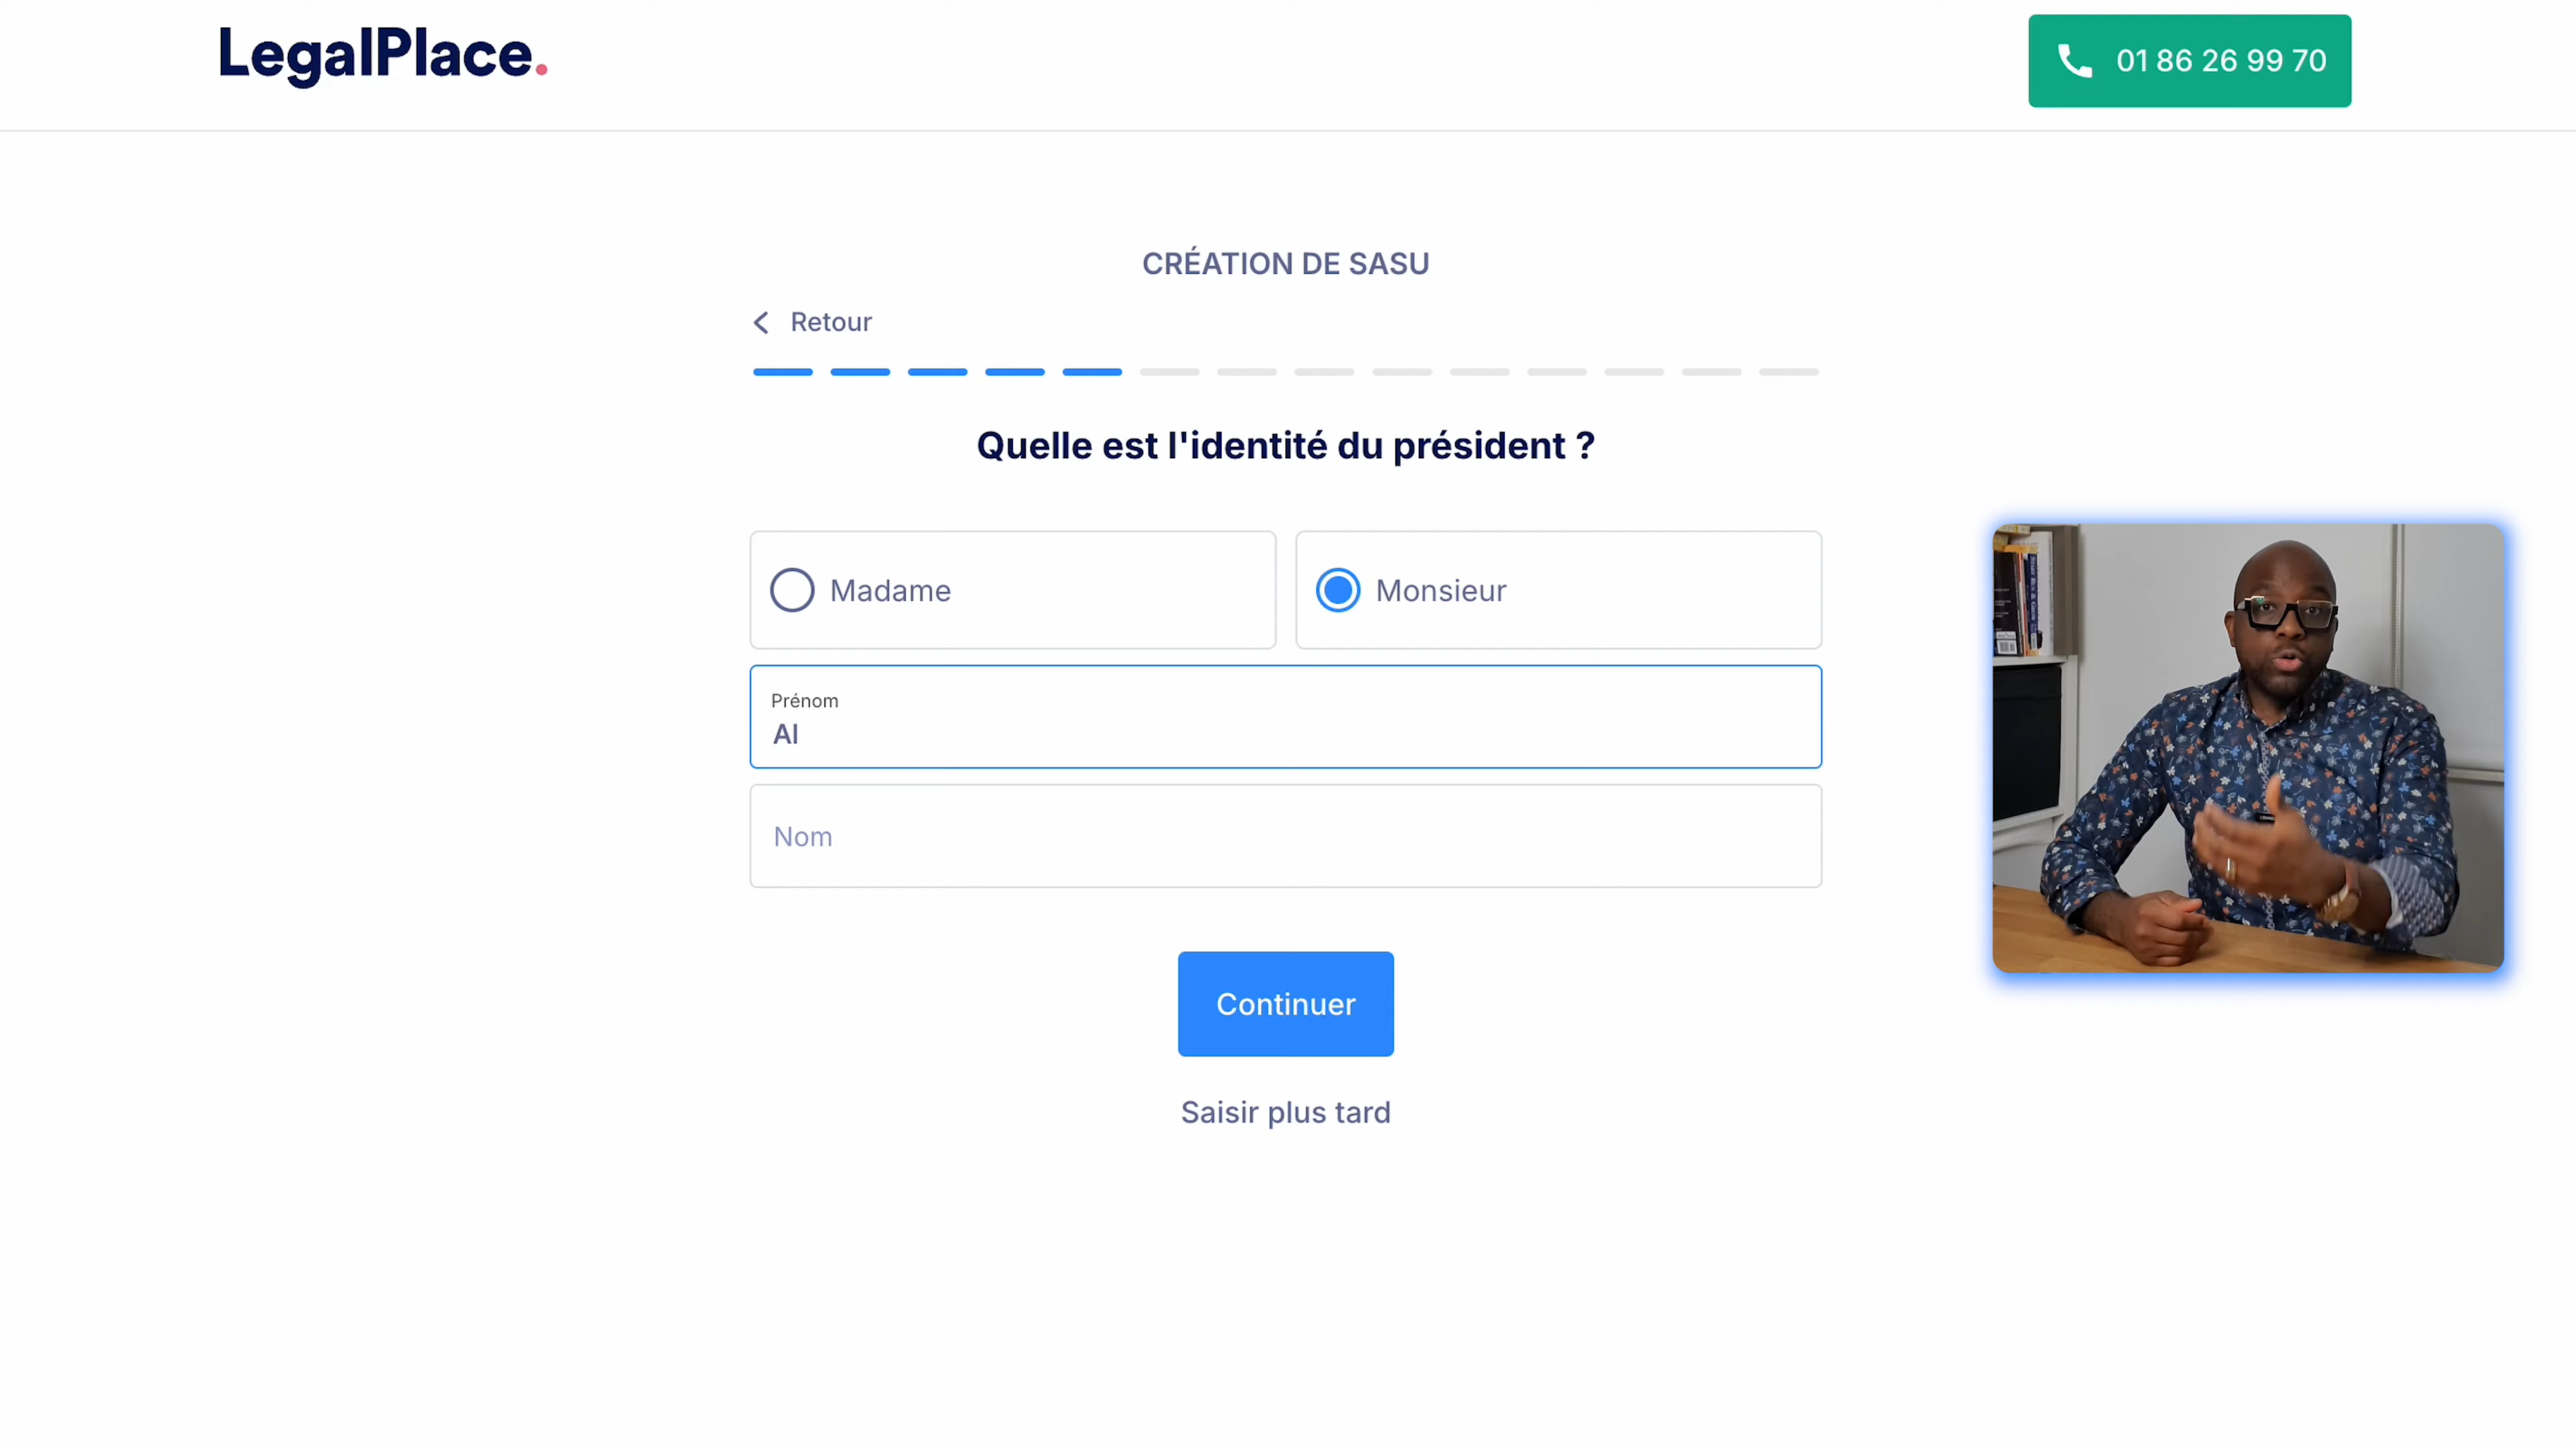 LegalPlace.
01 86 26 99 70
CRÉATION DE SASU
Retour
Quelle est l'identité du président ?
Madame
Monsieur
Prénom
Al
Nom
Continuer
Saisir plus tard